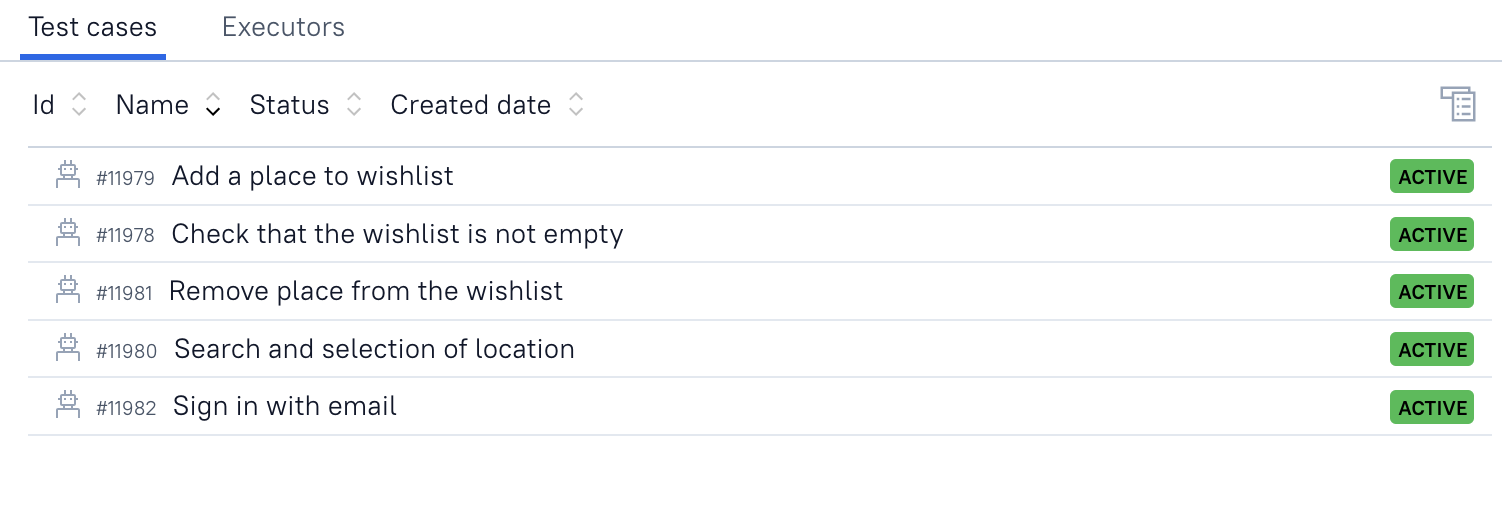 Test cases Executors
Id Name Status Created date
#11979 Add a place to wishlist ACTIVE
#11978 Check that the wishlist is not empty ACTIVE
#11981 Remove place from the wishlist ACTIVE
#11980 Search and selection of location ACTIVE
#11982 Sign in with email ACTIVE